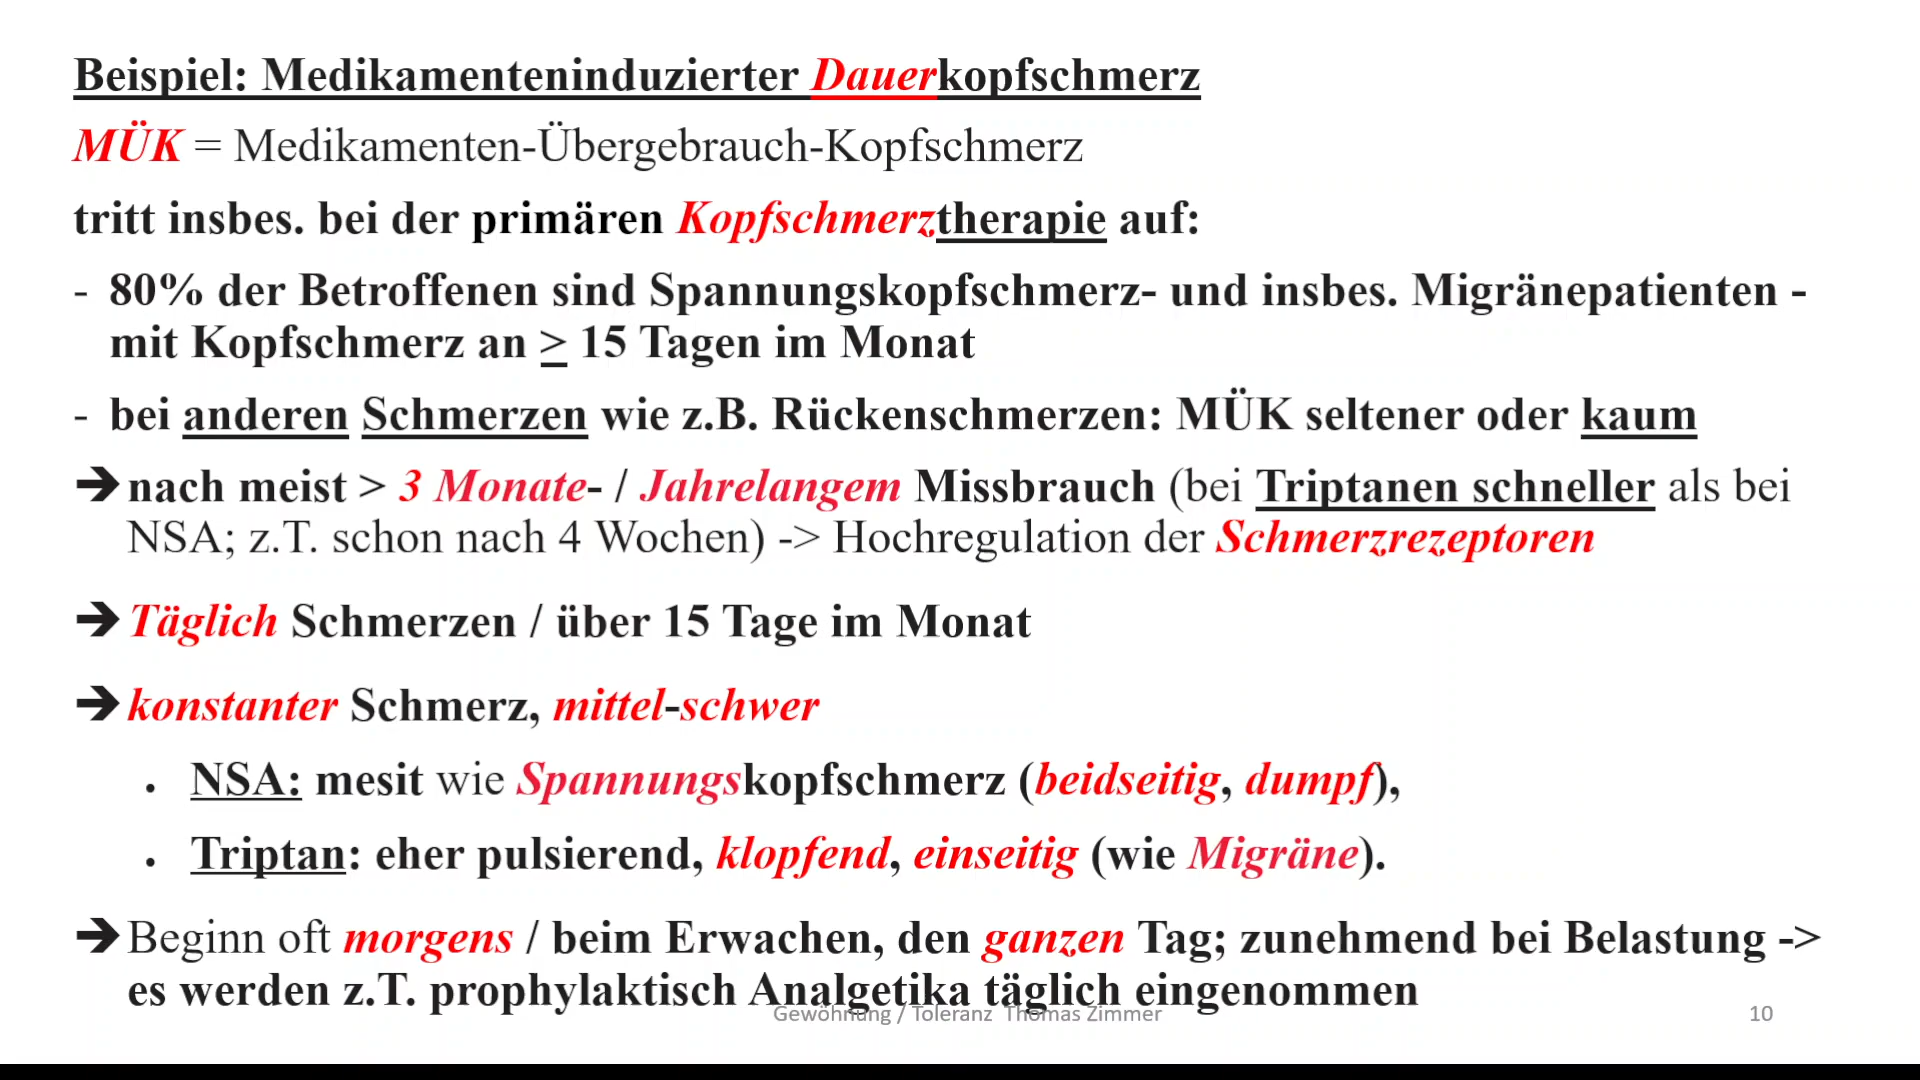 Beispiel: Medikamenteninduzierter Dauerkopfschmerz
MÜK = Medikamenten-Übergebrauch-Kopfschmerz
tritt insbes. bei der primären Kopfschmerztherapie auf:
- 80% der Betroffenen sind Spannungskopfschmerz- und insbes. Migränepatienten -
mit Kopfschmerz an ≥ 15 Tagen im Monat
- bei anderen Schmerzen wie z.B. Rückenschmerzen: MÜK seltener oder kaum
➔ nach meist > 3 Monate- / Jahrelangem Missbrauch (bei Triptanen schneller als bei
NSA; z.T. schon nach 4 Wochen) -> Hochregulation der Schmerzrezeptoren
➔ Täglich Schmerzen / über 15 Tage im Monat
➔ konstanter Schmerz, mittel-schwer
• NSA: mesit wie Spannungskopfschmerz (beidseitig, dumpf),
• Triptan: eher pulsierend, klopfend, einseitig (wie Migräne).
➔ Beginn oft morgens / beim Erwachen, den ganzen Tag; zunehmend bei Belastung ->
es werden z.T. prophylaktisch Analgetika täglich eingenommen
Gewöhnung / Toleranz Thomas Zimmer
10